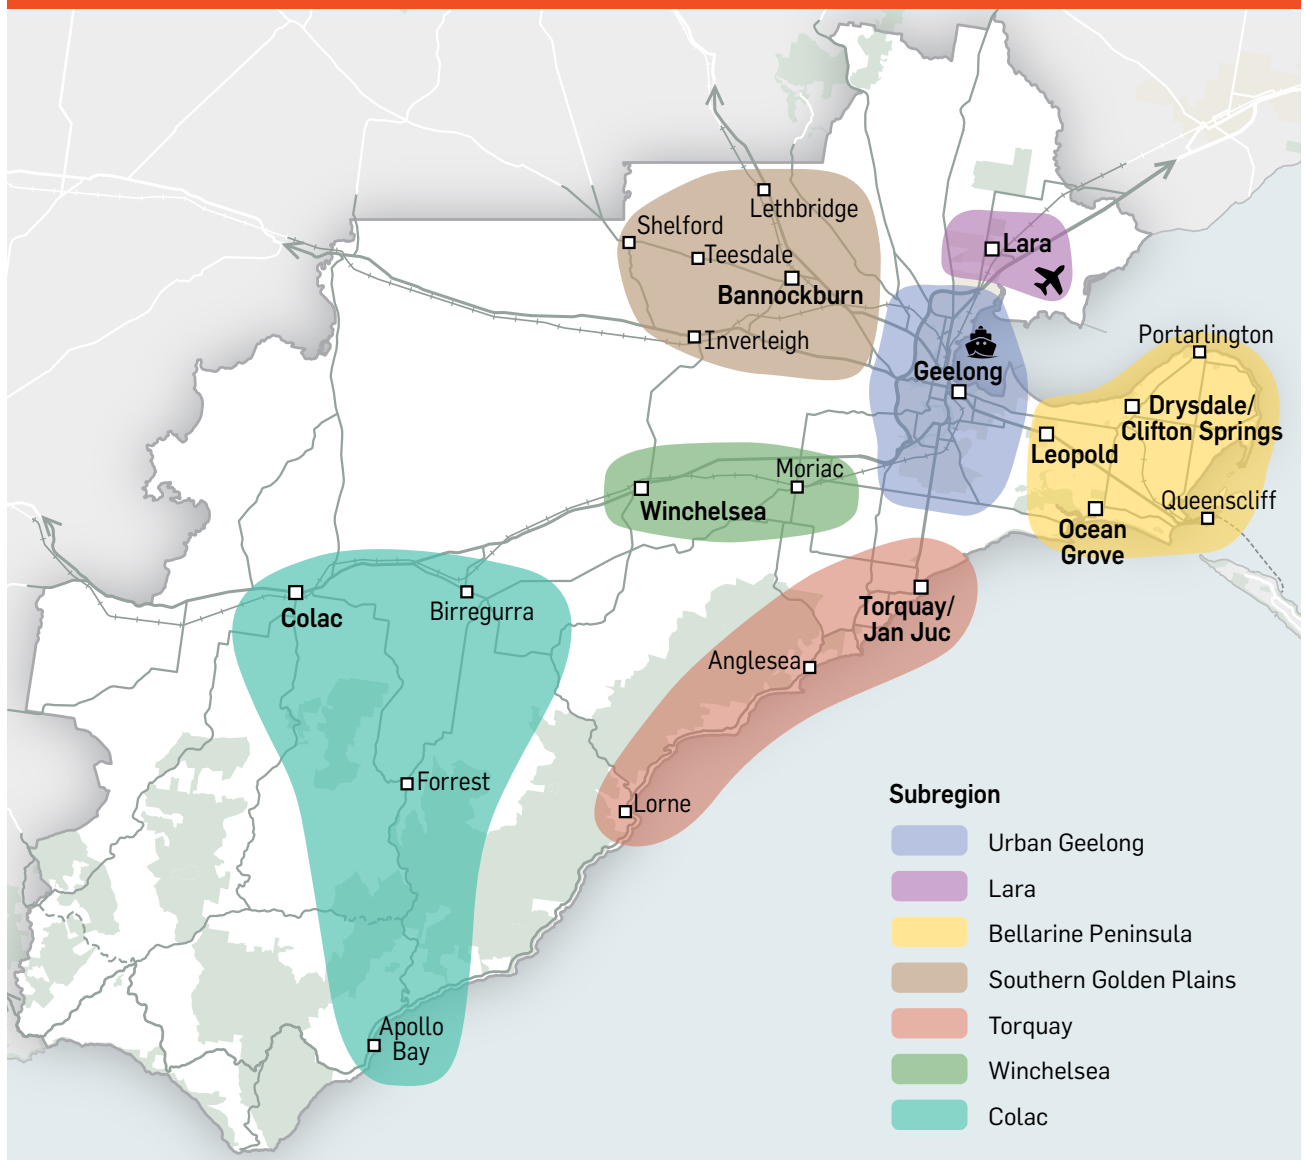 Lethbridge
Shelford
Teesdale
Lara
Bannockburn
Inverleigh
Portarlington
Geelong
Drysdale/
Clifton Springs
Leopold
Moriac
Winchelsea
Queenscliff
Ocean
Grove
Colac
Birregurra
Torquay/
Jan Juc
Anglesea
Forrest
Lorne
Apollo
Bay
Subregion
Urban Geelong
Lara
Bellarine Peninsula
Southern Golden Plains
Torquay
Winchelsea
Colac